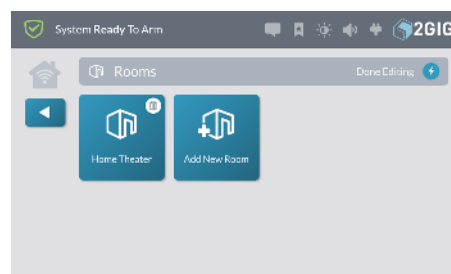 System Ready To Arm
2GIG
Rooms
Done Editing
Home Theater
Add New Room